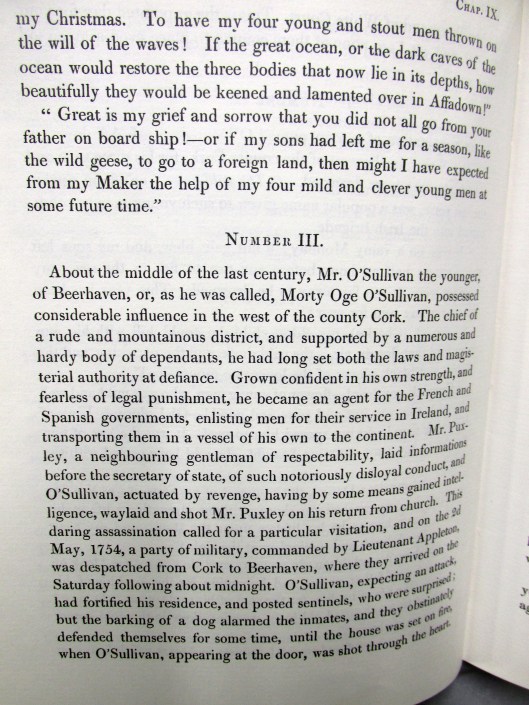 CHAP. IX.
my Christmas. To have my four young and stout men thrown on
the will of the waves! If the great ocean, or the dark caves of the
ocean would restore the three bodies that now lie in its depths, how
beautifully they would be keened and lamented over in Affadown!"
“ Great is my grief and sorrow that you did not all go from your
father on board ship!—or if my sons had left me for a season, like
the wild geese, to go to a foreign land, then might I have expected
from my Maker the help of my four mild and clever young men at
some future time.”
NUMBER III.
About the middle of the last century, Mr. O'Sullivan the younger,
of Beerhaven, or, as he was called, Morty Oge O'Sullivan, possessed
considerable influence in the west of the county Cork. The chief of
a rude and mountainous district, and supported by a numerous and
hardy body of dependants, he had long set both the laws and magis-
terial authority at defiance. Grown confident in his own strength, and
fearless of legal punishment, he became an agent for the French and
Spanish governments, enlisting men for their service in Ireland, and
transporting them in a vessel of his own to the continent. Mr. Pux-
ley, a neighbouring gentleman of respectability, laid informations
before the secretary of state, of such notoriously disloyal conduct, and
O'Sullivan, actuated by revenge, having by some means gained intel-
ligence, waylaid and shot Mr. Puxley on his return from church. This
daring assassination called for a particular visitation, and on the 2d
May, 1754, a party of military, commanded by Lieutenant Appleton,
was despatched from Cork to Beerhaven, where they arrived on the
Saturday following about midnight. O'Sullivan, expecting an attack,
had fortified his residence, and posted sentinels, who were surprised;
but the barking of a dog alarmed the inmates, and they obstinately
defended themselves for some time, until the house was set on fire,
when O'Sullivan, appearing at the door, was shot through the heart.